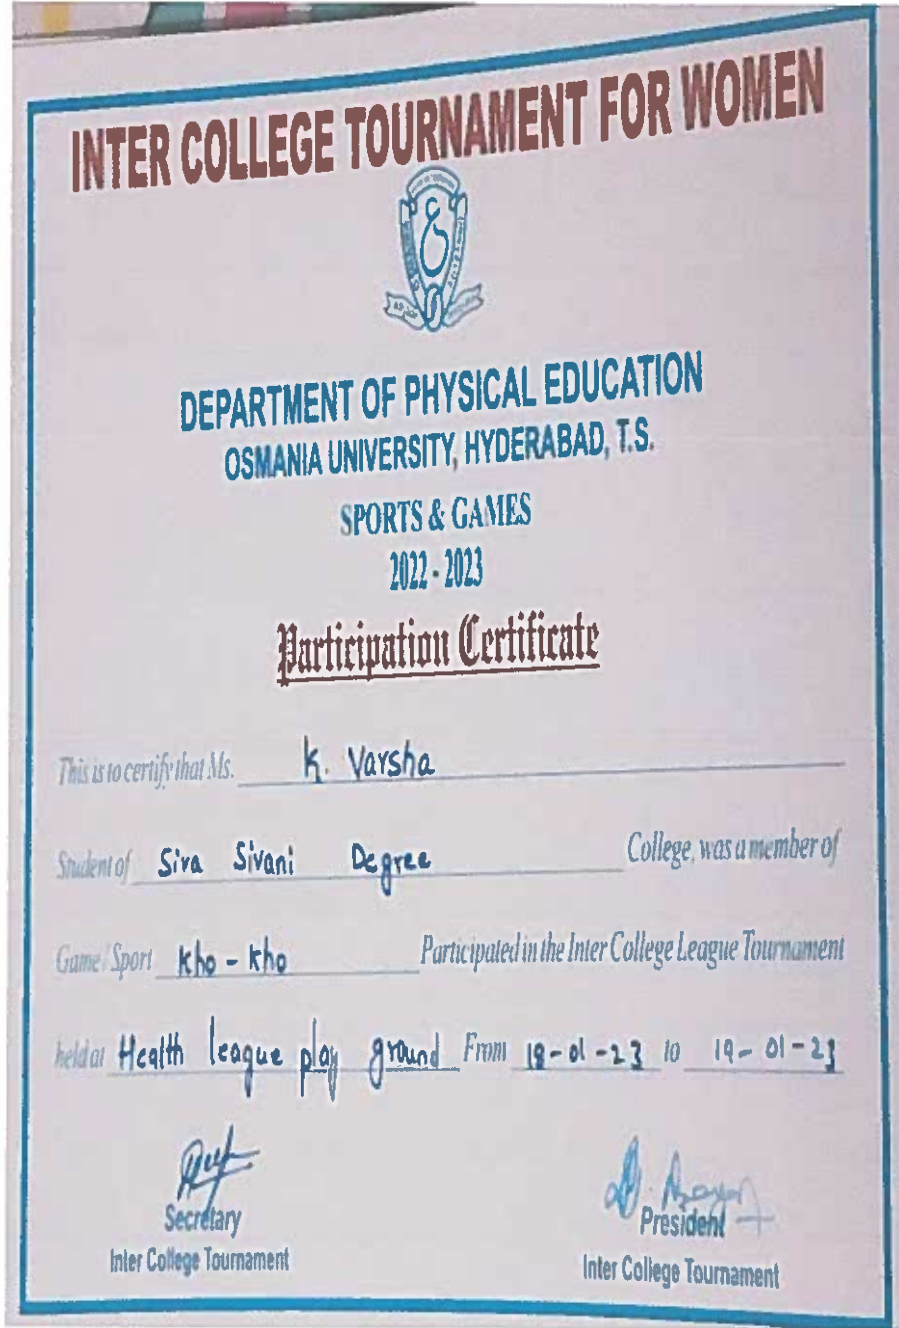 INTER COLLEGE TOURNAMENT FOR WOMEN
DEPARTMENT OF PHYSICAL EDUCATION
OSMANIA UNIVERSITY, HYDERABAD, T.S.
SPORTS & GAMES
2022 - 2023
Participation Certificate
This is to certify that Ms. K. Varsha
Student of Siva Sivani Degree College, was a member of
Game/Sport kho - kho Participated in the Inter College League Tournament
held at Health league play ground From 18-01-23 to 19-01-23
Secretary
Inter College Tournament
President
Inter College Tournament